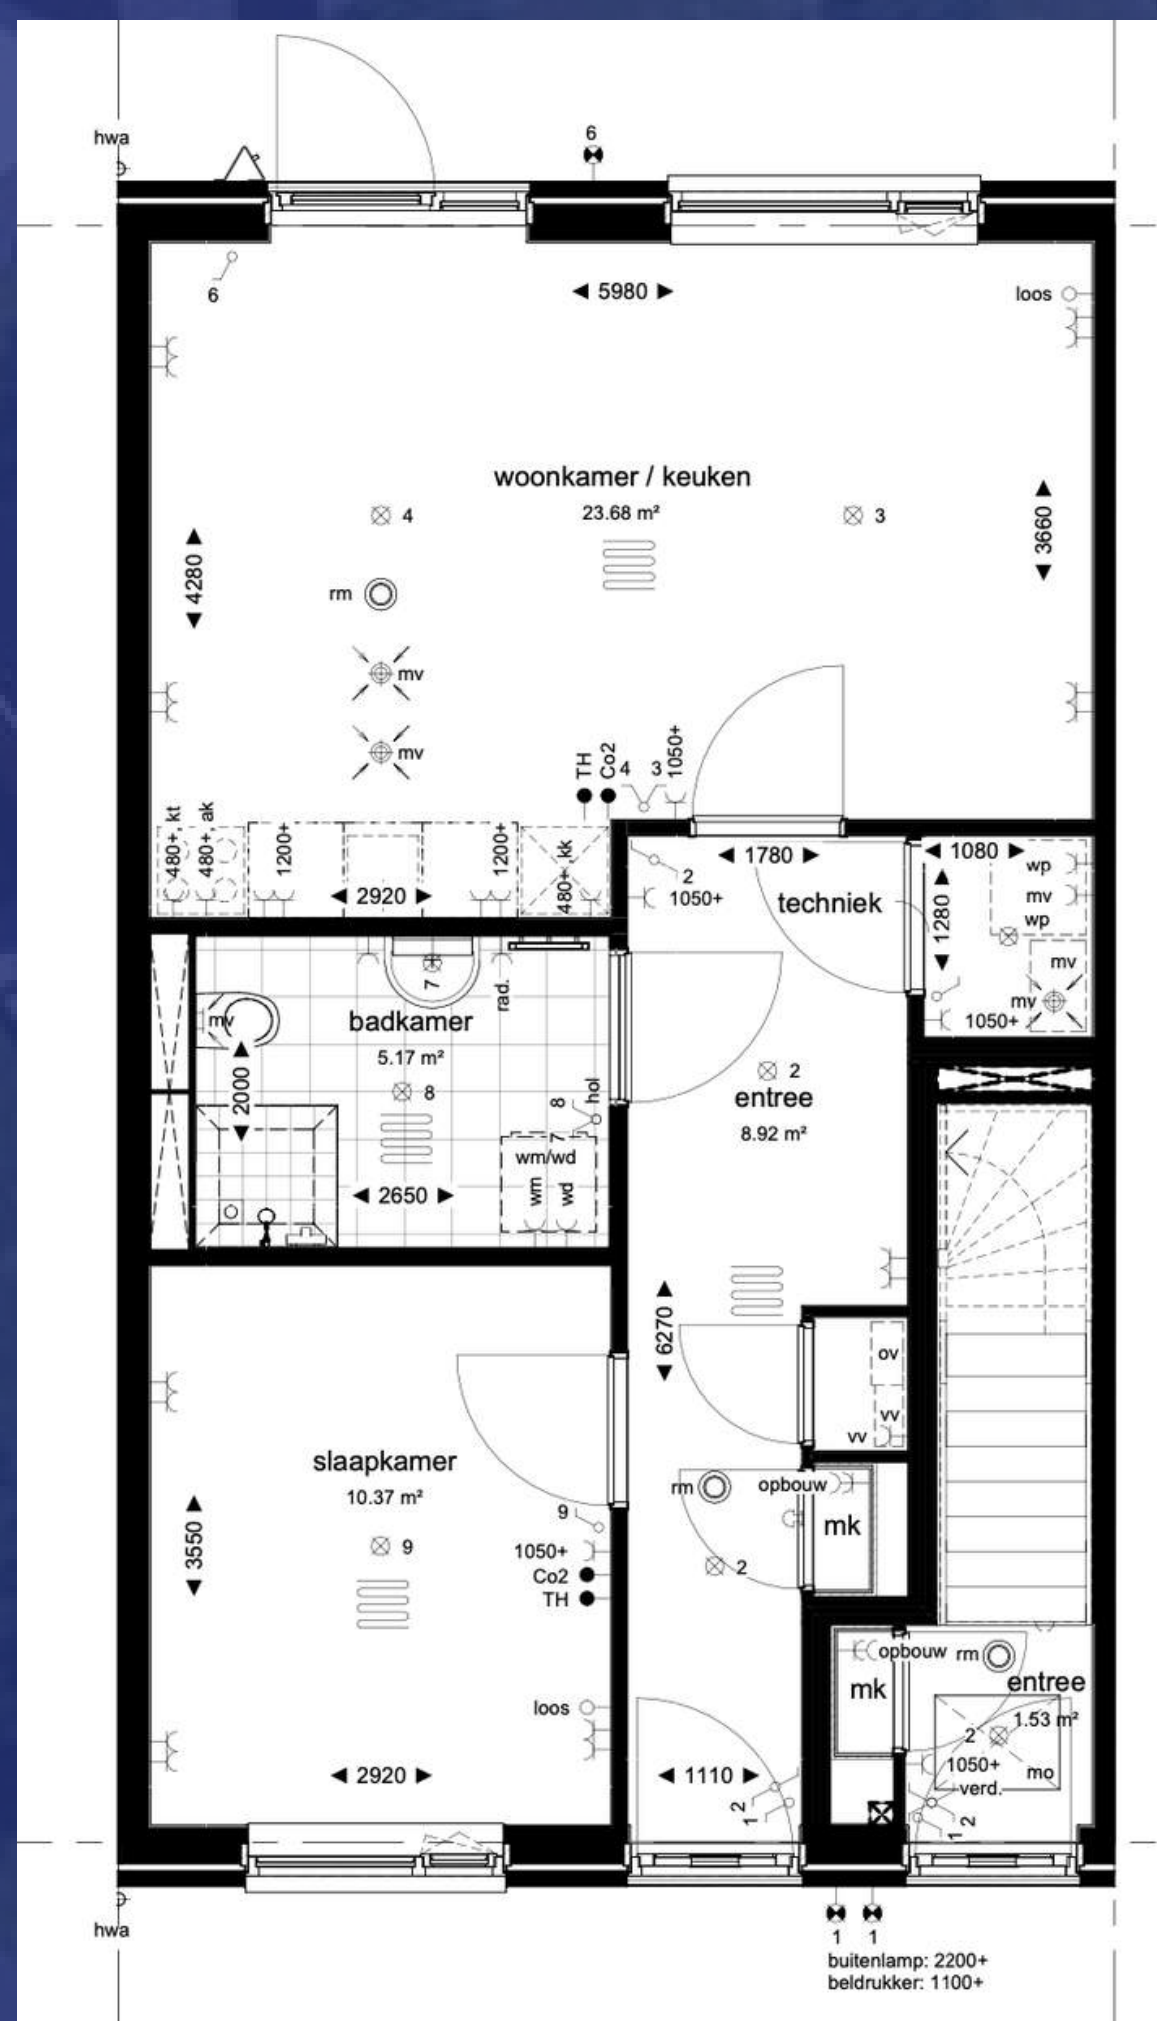 hwa
6
6
◄ 5980 ►
loos
woonkamer / keuken
23.68 m²
4
3
◄ 4280 ►
◄ 3660 ►
rm
mv
mv
TH
Co2
4
3
1050+
480+, kt
480+, ak
1200+
1200+
480+, kk
◄ 2920 ►
2
1050+
◄ 1780 ►
techniek
◄ 1080 ►
◄ 1280 ►
wp
mv
wp
mv
mv
1050+
7
rad.
mv
badkamer
5.17 m²
◄ 2000 ►
8
8
hol
7
wm/wd
wm
wd
◄ 2650 ►
2
entree
8.92 m²
◄ 6270 ►
ov
vv
vv
slaapkamer
10.37 m²
9
◄ 3550 ►
9
1050+
Co2
TH
rm
opbouw
mk
2
loos
◄ 2920 ►
◄ 1110 ►
1
2
opbouw
rm
mk
entree
1.53 m²
2
1050+
verd.
mo
1
2
hwa
1
1
buitenlamp: 2200+
beldrukker: 1100+